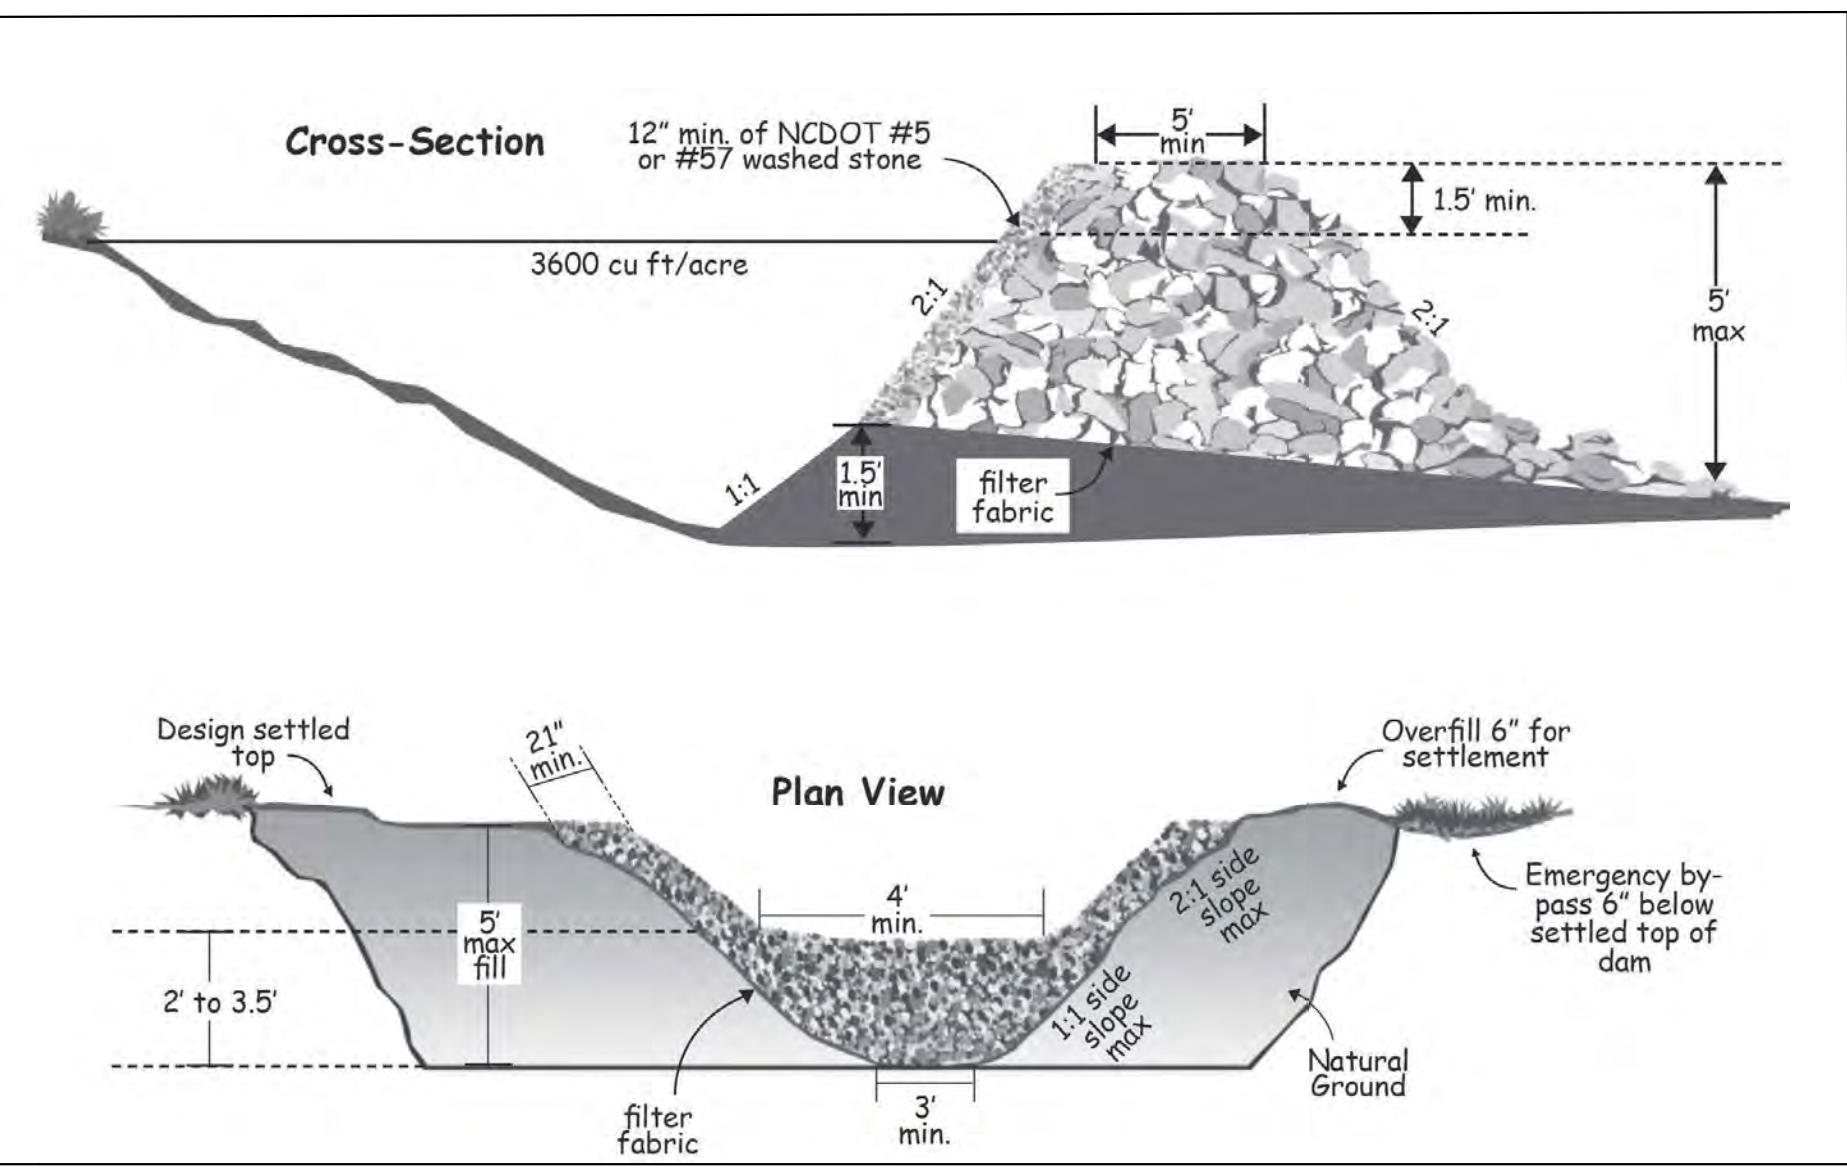 Cross-Section
12" min. of NCDOT #5
or #57 washed stone
5'
min
1.5' min.
3600 cu ft/acre
2:1
2:1
5'
max
1:1
1.5'
min
filter
fabric
Design settled
top
21"
min.
Plan View
Overfill 6" for
settlement
4'
min.
2:1 side
slope
max
5'
max
fill
Emergency by-
pass 6" below
settled top of
dam
2' to 3.5'
1:1 side
slope
max
Natural
Ground
filter
fabric
3'
min.